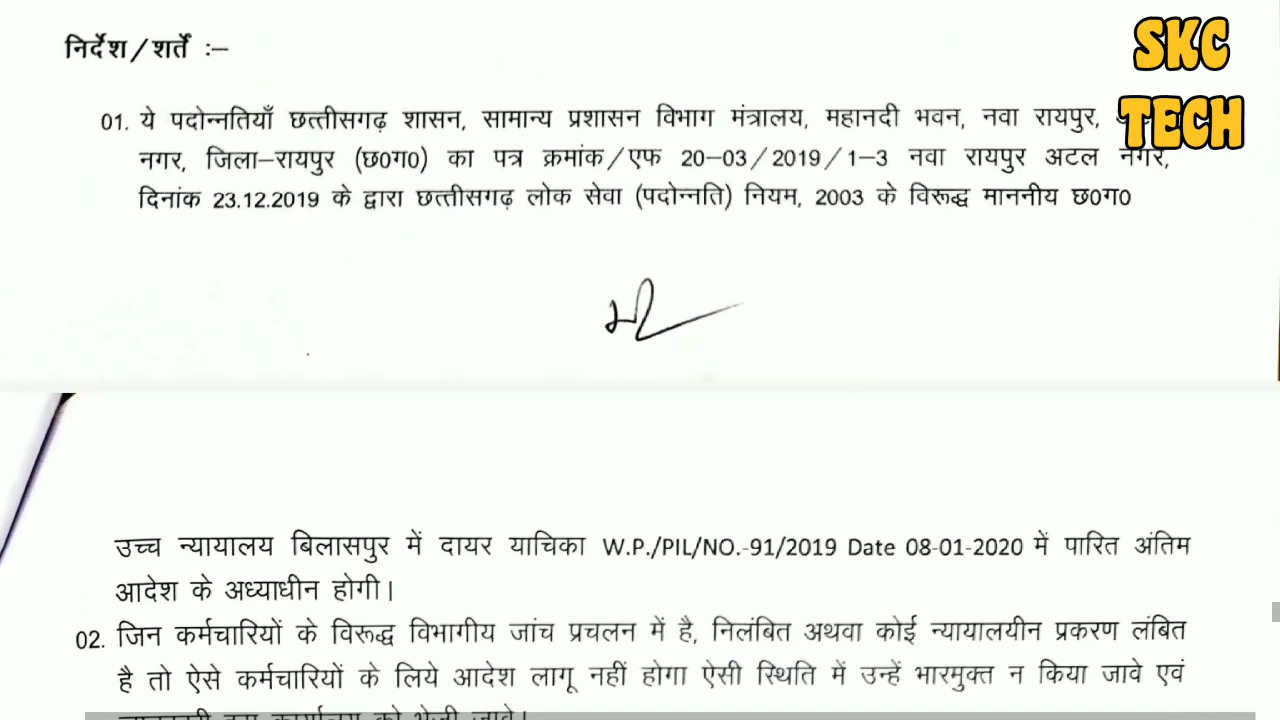 निर्देश/शर्ते :–
SKC
TECH
01. ये पदोन्नतियाँ छत्तीसगढ़ शासन, सामान्य प्रशासन विभाग मंत्रालय, महानदी भवन, नवा रायपुर,
नगर, जिला–रायपुर (छ0ग0) का पत्र क्रमांक/एफ 20–03/2019/1–3 नवा रायपुर अटल नगर,
दिनांक 23.12.2019 के द्वारा छत्तीसगढ़ लोक सेवा (पदोन्नति) नियम, 2003 के विरूद्ध माननीय छ0ग0
उच्च न्यायालय बिलासपुर में दायर याचिका W.P./PIL/NO.-91/2019 Date 08-01-2020 में पारित अंतिम
आदेश के अध्याधीन होगी।
02. जिन कर्मचारियों के विरूद्ध विभागीय जांच प्रचलन में है, निलंबित अथवा कोई न्यायालयीन प्रकरण लंबित
है तो ऐसे कर्मचारियों के लिये आदेश लागू नहीं होगा ऐसी स्थिति में उन्हें भारमुक्त न किया जावे एवं